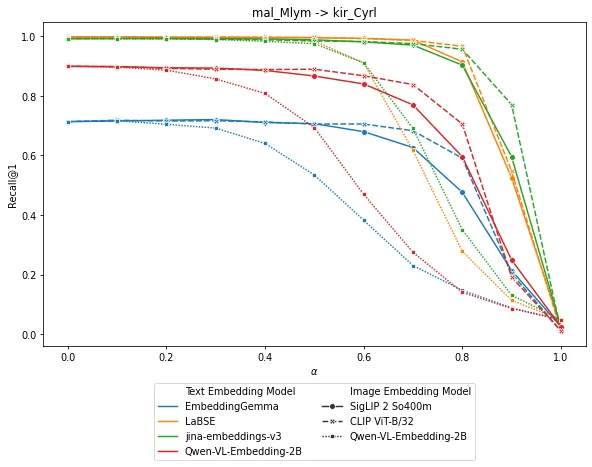 mal_Mlym -> kir_Cyrl
Recall@1
1.0
0.8
0.6
0.4
0.2
0.0
0.0 0.2 0.4 0.6 0.8 1.0
α
Text Embedding Model
EmbeddingGemma
LaBSE
jina-embeddings-v3
Qwen-VL-Embedding-2B
Image Embedding Model
SigLIP 2 So400m
CLIP ViT-B/32
Qwen-VL-Embedding-2B